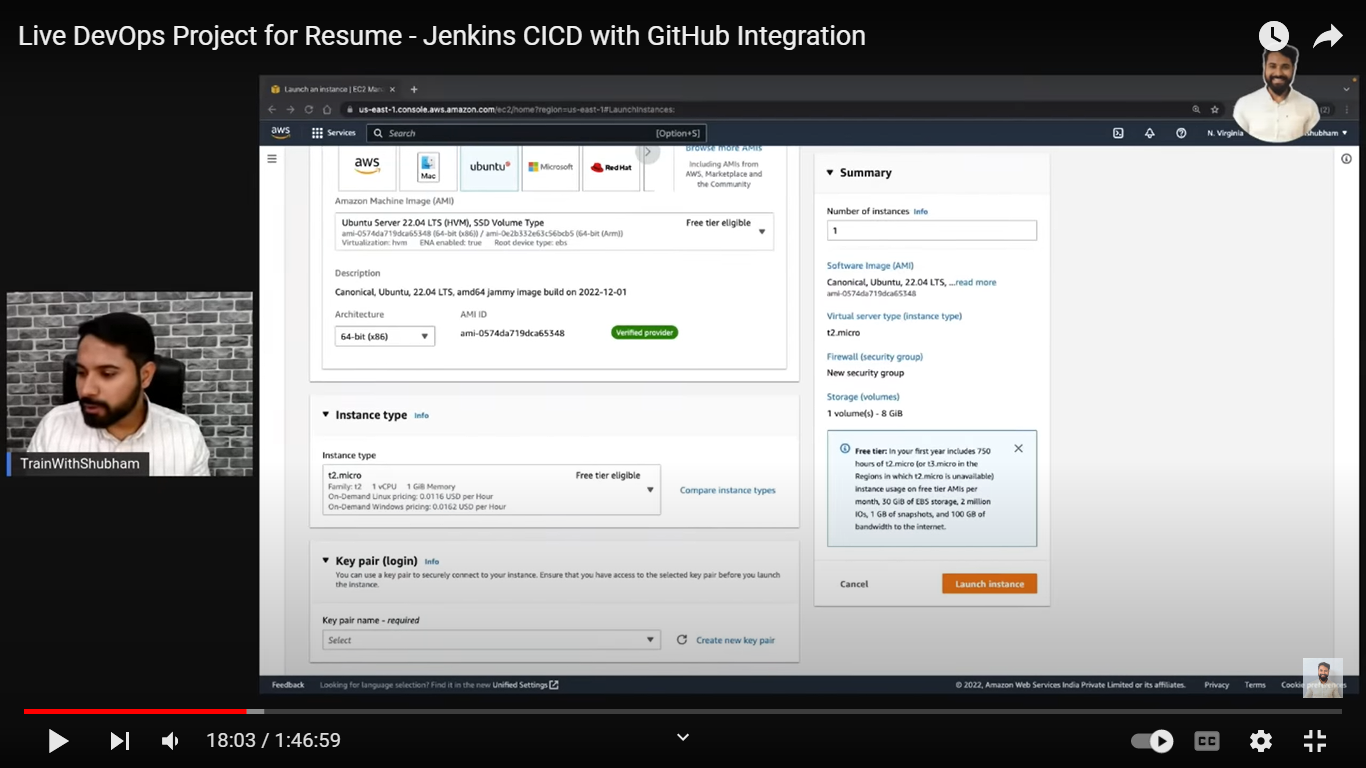 Live DevOps Project for Resume - Jenkins CICD with GitHub Integration
Launch an instance | EC2 Man
us-east-1.console.aws.amazon.com/ec2/home?region=us-east-1#LaunchInstances:
aws
Services
Search
[Option+S]
N. Virginia
shubham
aws
Mac
ubuntu
Microsoft
Red Hat
Browse more AMIs
Including AMIs from
AWS, Marketplace and
the Community
Amazon Machine Image (AMI)
Ubuntu Server 22.04 LTS (HVM), SSD Volume Type
Free tier eligible
ami-0574da719dca65348 (64-bit (x86)) / ami-0e2b332e63c56bcb5 (64-bit (Arm))
Virtualization: hvm ENA enabled: true Root device type: ebs
Description
Canonical, Ubuntu, 22.04 LTS, amd64 jammy image build on 2022-12-01
Architecture
AMI ID
64-bit (x86)
ami-0574da719dca65348
Verified provider
Instance type Info
Instance type
t2.micro
Free tier eligible
Family: t2 1 vCPU 1 GiB Memory
On-Demand Linux pricing: 0.0116 USD per Hour
On-Demand Windows pricing: 0.0162 USD per Hour
Compare instance types
Key pair (login) Info
You can use a key pair to securely connect to your instance. Ensure that you have access to the selected key pair before you launch
the instance.
Key pair name - required
Select
Create new key pair
Summary
Number of instances Info
1
Software Image (AMI)
Canonical, Ubuntu, 22.04 LTS, ...read more
ami-0574da719dca65348
Virtual server type (instance type)
t2.micro
Firewall (security group)
New security group
Storage (volumes)
1 volume(s) - 8 GiB
Free tier: In your first year includes 750
hours of t2.micro (or t3.micro in the
Regions in which t2.micro is unavailable)
instance usage on free tier AMIs per
month, 30 GiB of EBS storage, 2 million
IOs, 1 GB of snapshots, and 100 GB of
bandwidth to the internet.
Cancel
Launch instance
TrainWithShubham
Feedback
Looking for language selection? Find it in the new Unified Settings
© 2022, Amazon Web Services India Private Limited or its affiliates.
Privacy
Terms
Cookie preferences
18:03 / 1:46:59
CC